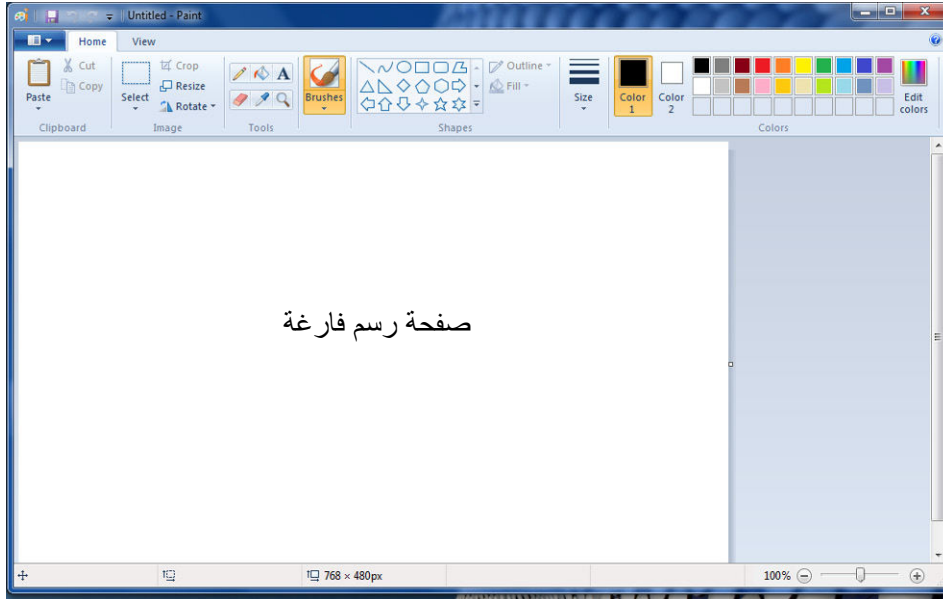 Untitled - Paint
Home View
Cut
Copy
Paste
Clipboard
Crop
Resize
Rotate
Select
Image
A
Tools
Brushes
Outline
Fill
Shapes
Size
Color 1
Color 2
Edit colors
Colors
صفحة رسم فارغة
768 × 480px
100%